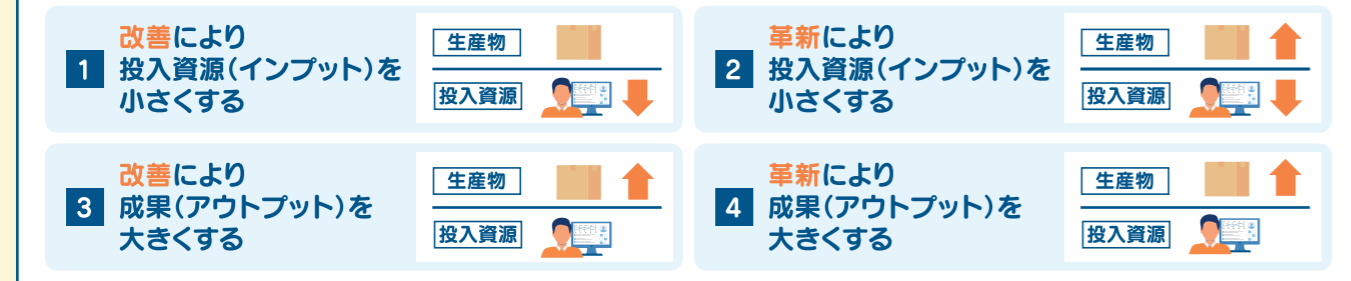 1
改善により
投入資源(インプット)を
小さくする
生産物
投入資源
2
革新により
投入資源(インプット)を
小さくする
生産物
投入資源
3
改善により
成果(アウトプット)を
大きくする
生産物
投入資源
4
革新により
成果(アウトプット)を
大きくする
生産物
投入資源